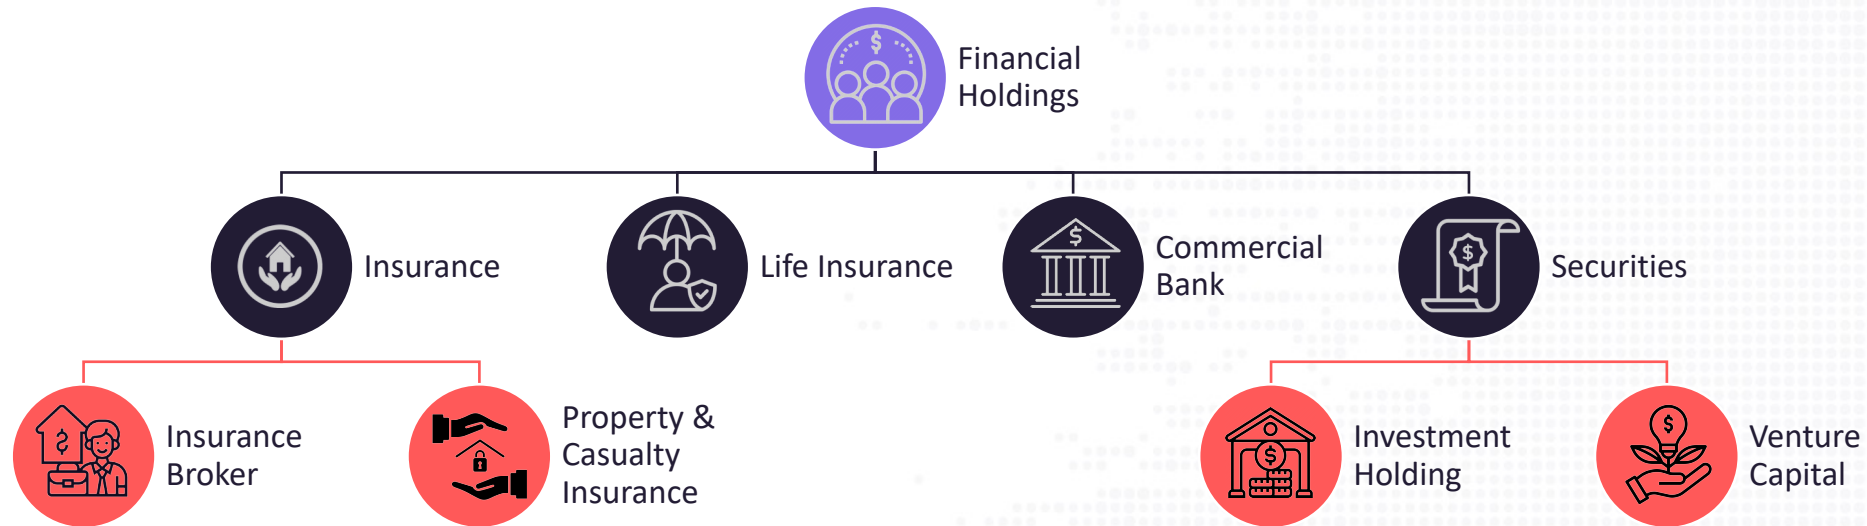 Financial
Holdings
Insurance
Life Insurance
Commercial
Bank
Securities
Insurance
Broker
Property &
Casualty
Insurance
Investment
Holding
Venture
Capital